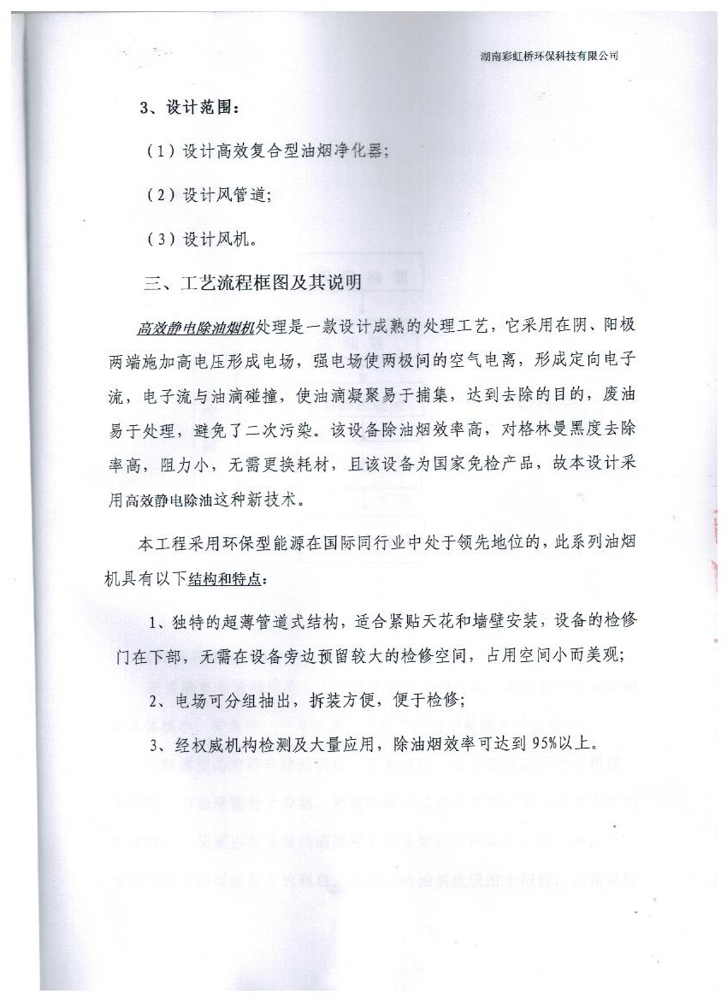 湖南彩虹桥环保科技有限公司
3、设计范围：
（1）设计高效复合型油烟净化器；
（2）设计风管道；
（3）设计风机。
三、工艺流程框图及其说明
高效静电除油烟机处理是一款设计成熟的处理工艺，它采用在阴、阳极
两端施加高电压形成电场，强电场使两极间的空气电离，形成定向电子
流，电子流与油滴碰撞，使油滴凝聚易于捕集，达到去除的目的，废油
易于处理，避免了二次污染。该设备除油烟效率高，对格林曼黑度去除
率高，阻力小，无需更换耗材，且该设备为国家免检产品，故本设计采
用高效静电除油这种新技术。
本工程采用环保型能源在国际同行业中处于领先地位的，此系列油烟
机具有以下结构和特点：
1、独特的超薄管道式结构，适合紧贴天花和墙壁安装，设备的检修
门在下部，无需在设备旁边预留较大的检修空间，占用空间小而美观；
2、电场可分组抽出，拆装方便，便于检修；
3、经权威机构检测及大量应用，除油烟效率可达到 95%以上。